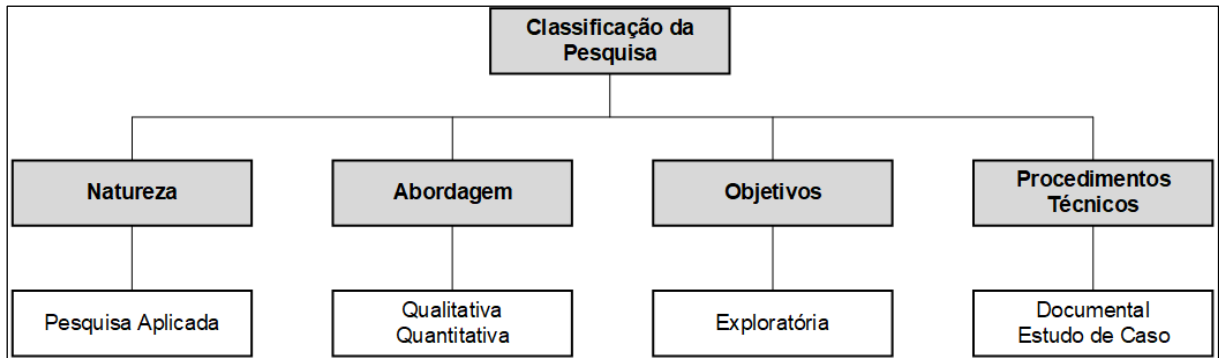 Classificação da
Pesquisa
Natureza
Abordagem
Objetivos
Procedimentos
Técnicos
Pesquisa Aplicada
Qualitativa
Quantitativa
Exploratória
Documental
Estudo de Caso